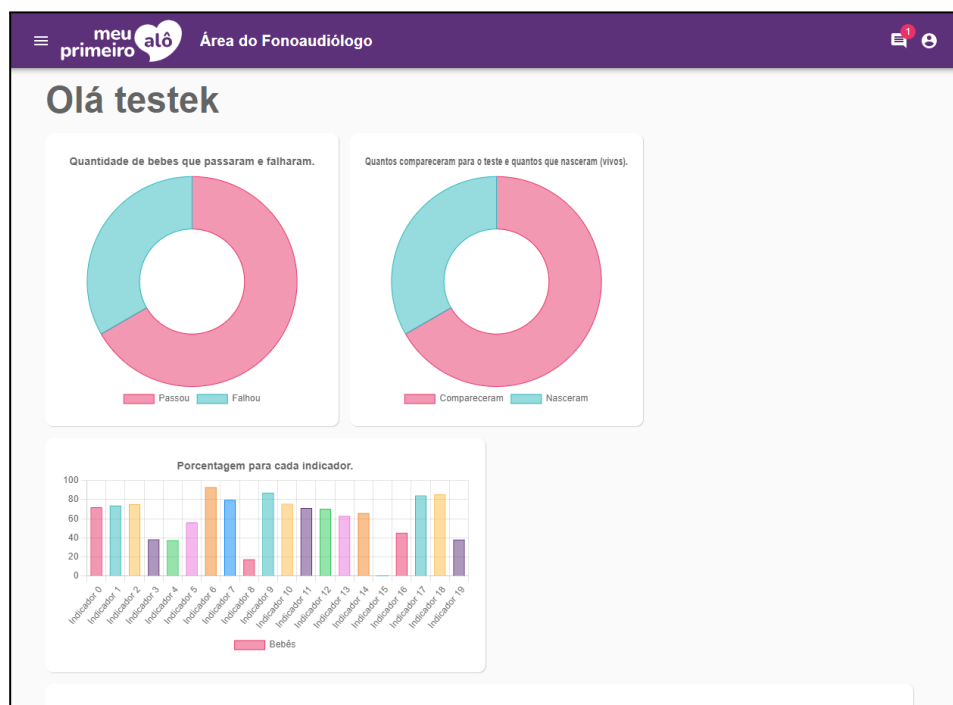 meu
primeiro alô
Área do Fonoaudiólogo
1
Olá testek
Quantidade de bebes que passaram e falharam.
Passou Falhou
Quantos compareceram para o teste e quantos que nasceram (vivos).
Compareceram Nasceram
Porcentagem para cada indicador.
100
80
60
40
20
0
Indicador 0
Indicador 1
Indicador 2
Indicador 3
Indicador 4
Indicador 5
Indicador 6
Indicador 7
Indicador 8
Indicador 9
Indicador 10
Indicador 11
Indicador 12
Indicador 13
Indicador 14
Indicador 15
Indicador 16
Indicador 17
Indicador 18
Indicador 19
Bebês